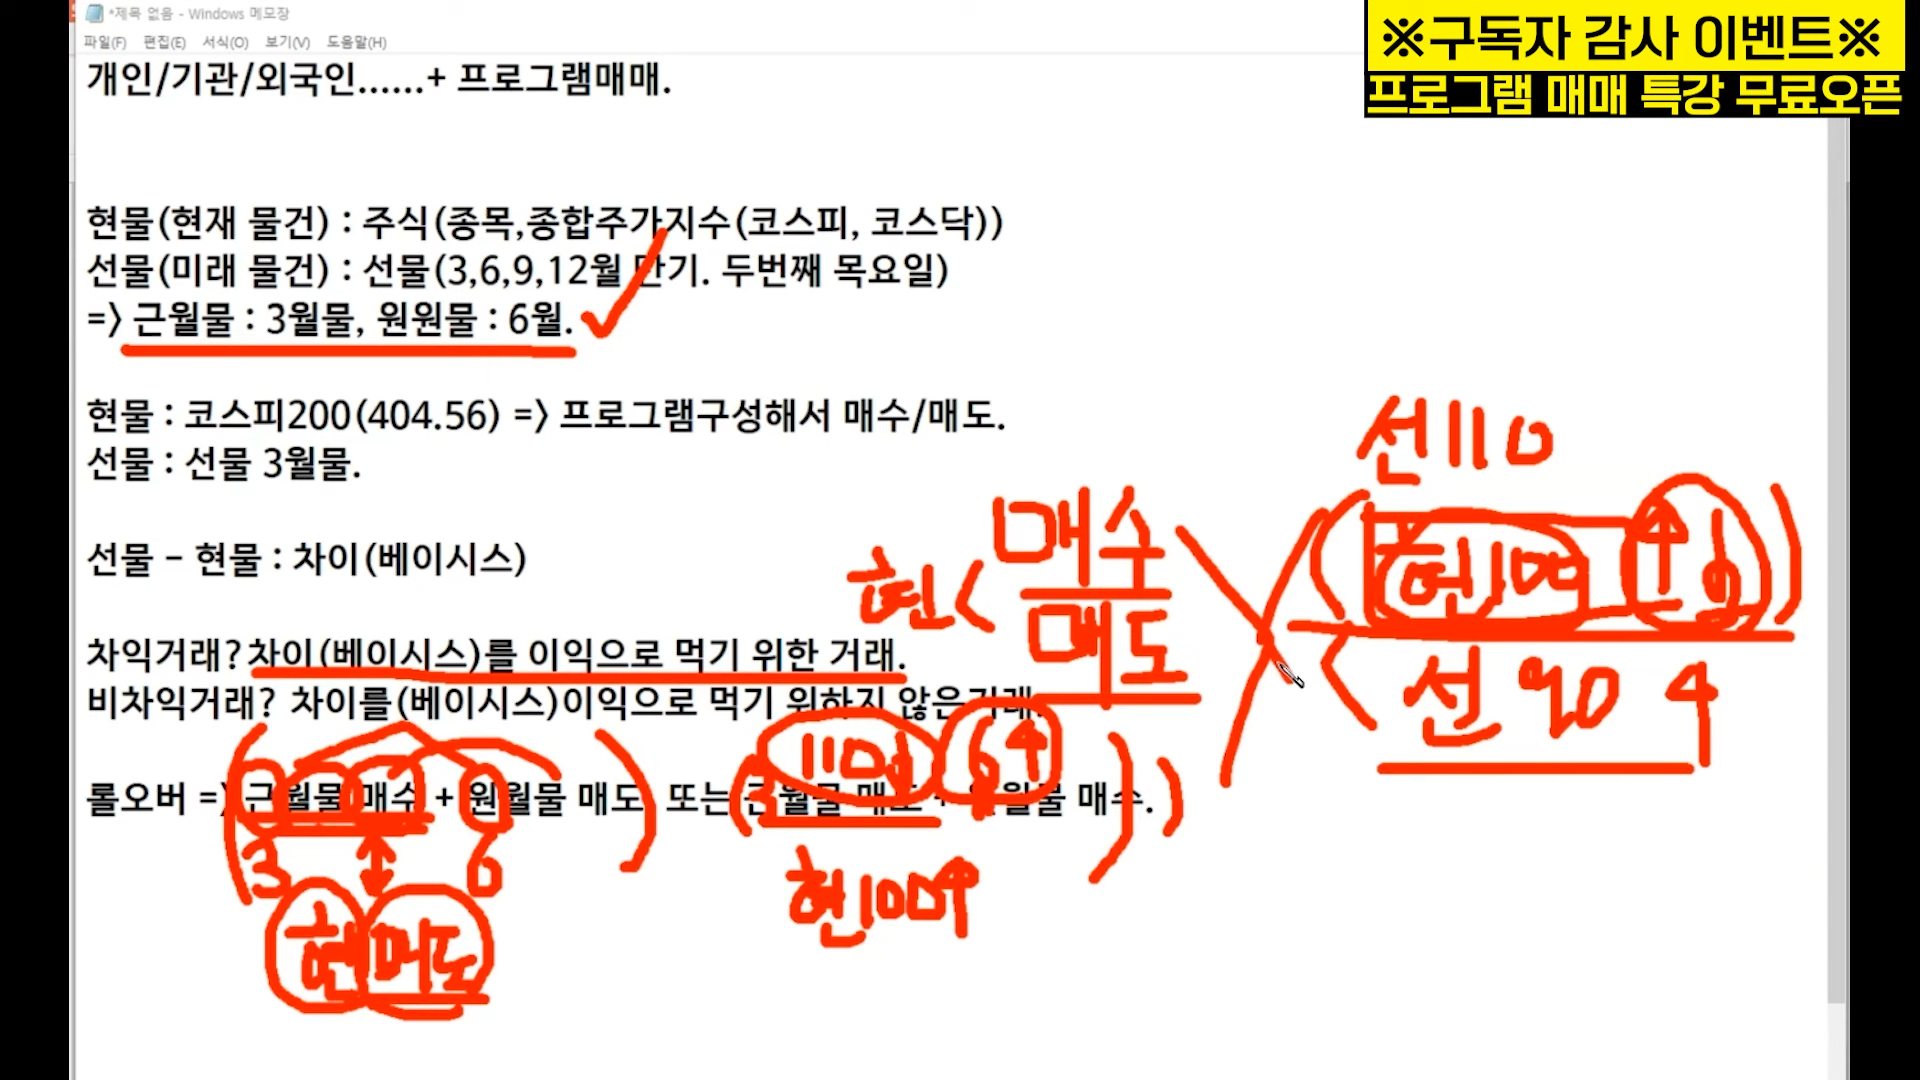 *제목 없음 - Windows 메모장
파일(F) 편집(E) 서식(O) 보기(V) 도움말(H)
※구독자 감사 이벤트※
프로그램 매매 특강 무료오픈
개인/기관/외국인......+ 프로그램매매.
현물(현재 물건) : 주식(종목,종합주가지수(코스피, 코스닥))
선물(미래 물건) : 선물(3,6,9,12월 만기. 두번째 목요일)
=> 근월물 : 3월물, 원원물 : 6월.
현물 : 코스피200(404.56) => 프로그램구성해서 매수/매도.
선물 : 선물 3월물.
선110
선물 - 현물 : 차이(베이시스)
현< 매수
매도
현100
선 90
차익거래? 차이(베이시스)를 이익으로 먹기 위한 거래.
비차익거래? 차이를(베이시스)이익으로 먹기 위하지 않은거래.
110 6
롤오버 => 근월물 매수 + 원월물 매도, 또는 근월물 매도 + 원월물 매수.
3 6
현 매도
현100